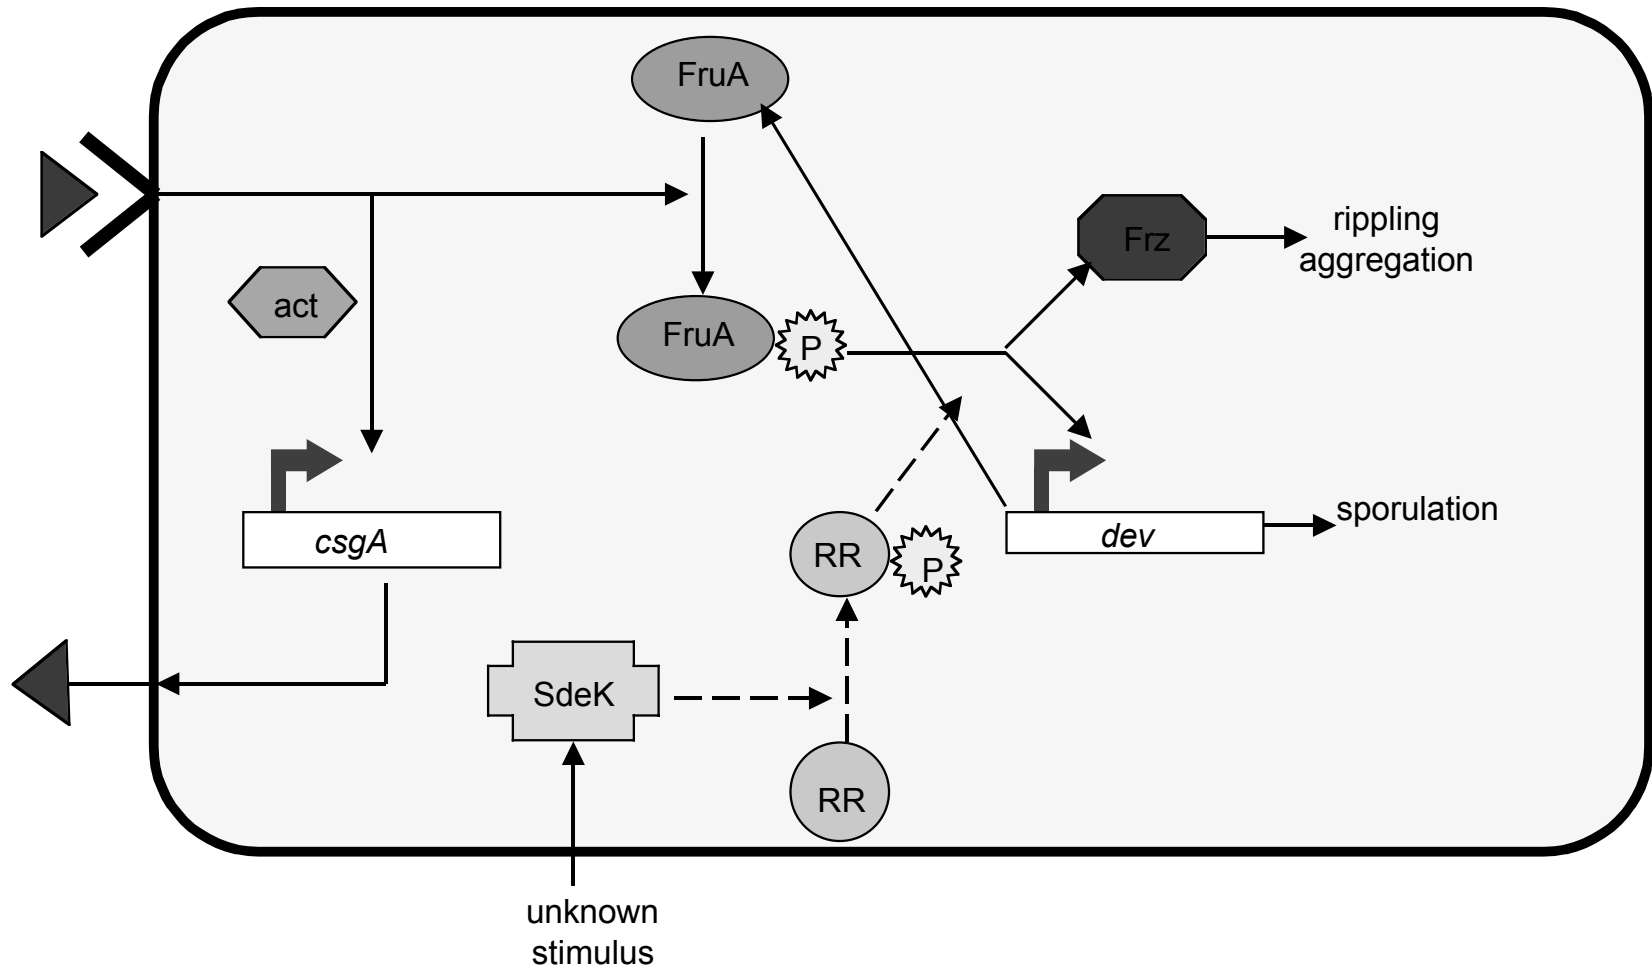 FruA
rippling
aggregation
Frz
act
FruA
P
csgA
dev
sporulation
RR
P
SdeK
RR
unknown
stimulus